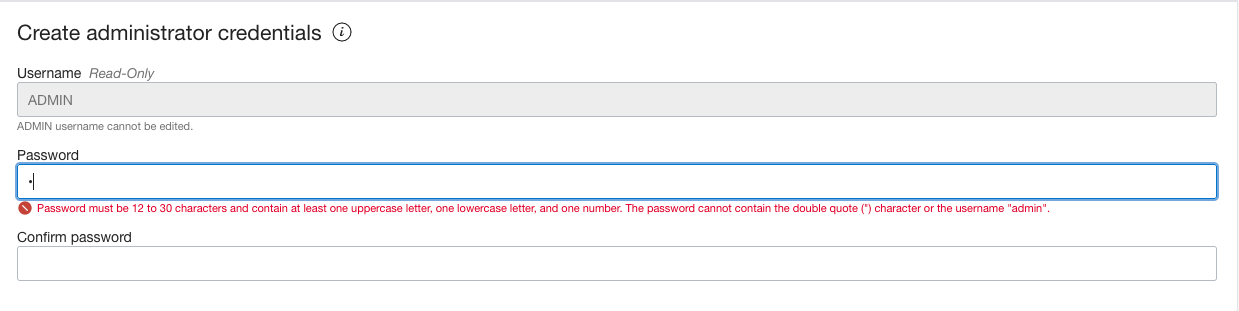 Create administrator credentials i
Username Read-Only
ADMIN
ADMIN username cannot be edited.
Password
•
Password must be 12 to 30 characters and contain at least one uppercase letter, one lowercase letter, and one number. The password cannot contain the double quote (") character or the username "admin".
Confirm password